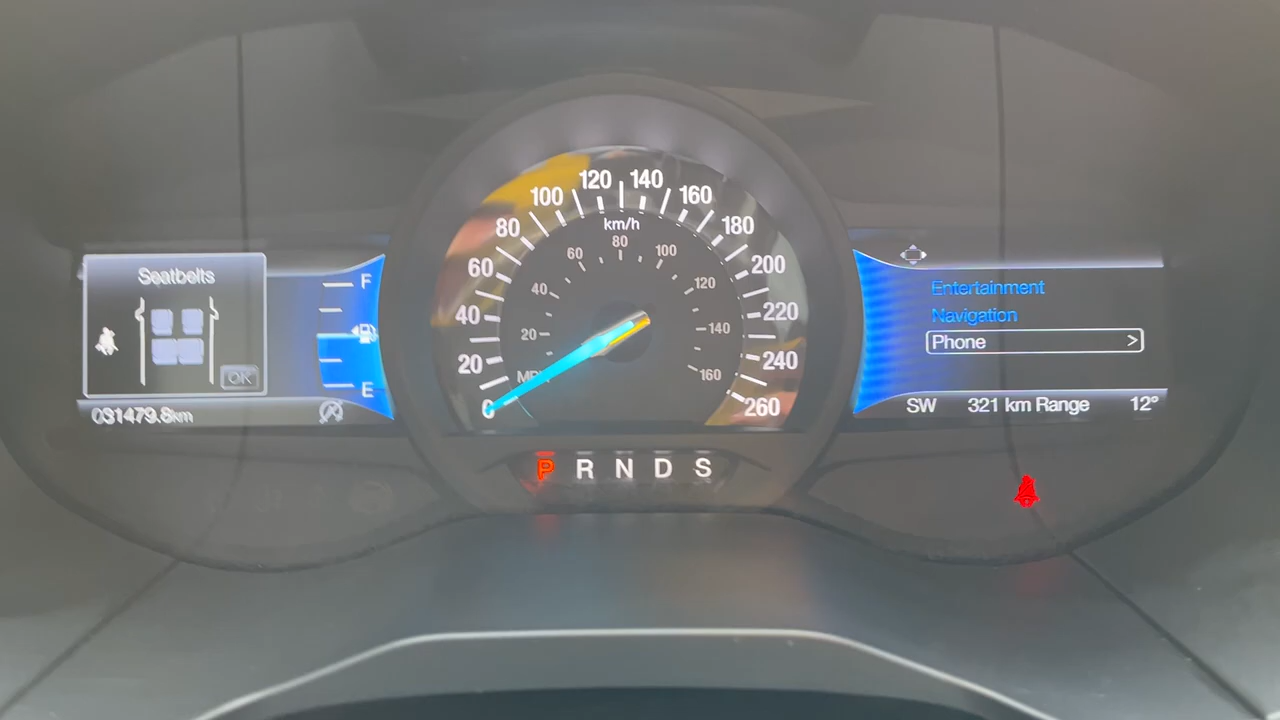 Seatbelts
OK
031479.8km
F
E
0
20
40
60
80
100
120
140
160
180
200
220
240
260
km/h
20
40
60
80
100
120
140
160
P R N D S
Entertainment
Navigation
Phone >
SW 321 km Range 12°